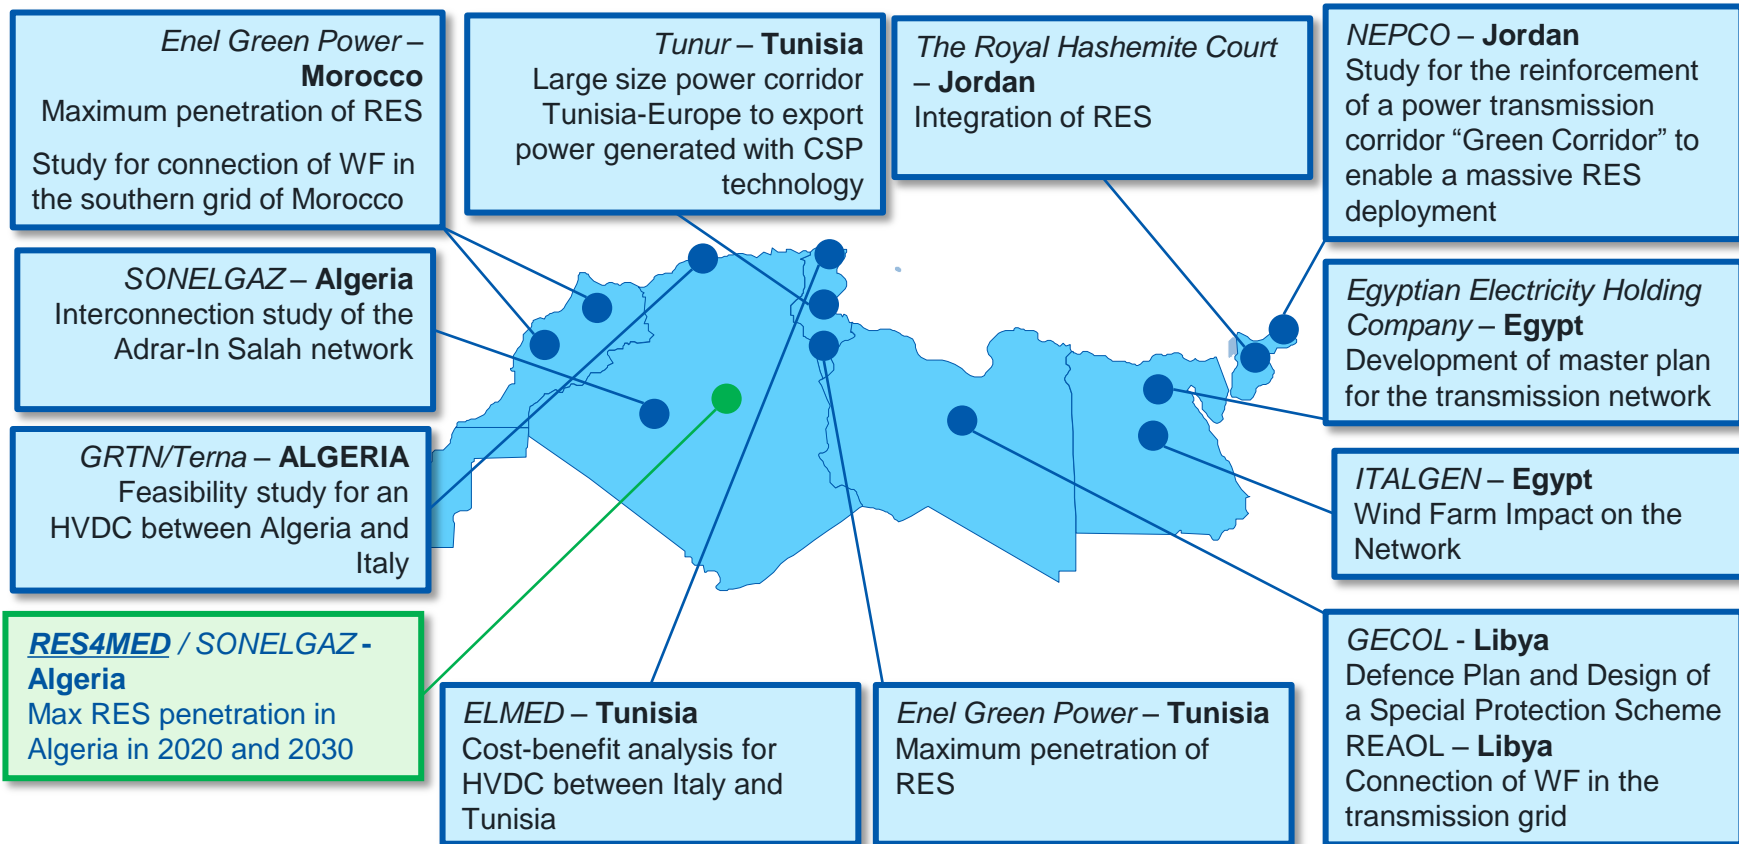 Enel Green Power –
Morocco
Maximum penetration of RES
Study for connection of WF in
the southern grid of Morocco
Tunur – Tunisia
Large size power corridor
Tunisia-Europe to export
power generated with CSP
technology
The Royal Hashemite Court
– Jordan
Integration of RES
NEPCO – Jordan
Study for the reinforcement
of a power transmission
corridor “Green Corridor” to
enable a massive RES
deployment
SONELGAZ – Algeria
Interconnection study of the
Adrar-In Salah network
Egyptian Electricity Holding
Company – Egypt
Development of master plan
for the transmission network
GRTN/Terna – ALGERIA
Feasibility study for an
HVDC between Algeria and
Italy
ITALGEN – Egypt
Wind Farm Impact on the
Network
RES4MED / SONELGAZ -
Algeria
Max RES penetration in
Algeria in 2020 and 2030
ELMED – Tunisia
Cost-benefit analysis for
HVDC between Italy and
Tunisia
Enel Green Power – Tunisia
Maximum penetration of
RES
GECOL - Libya
Defence Plan and Design of
a Special Protection Scheme
REAOL – Libya
Connection of WF in the
transmission grid